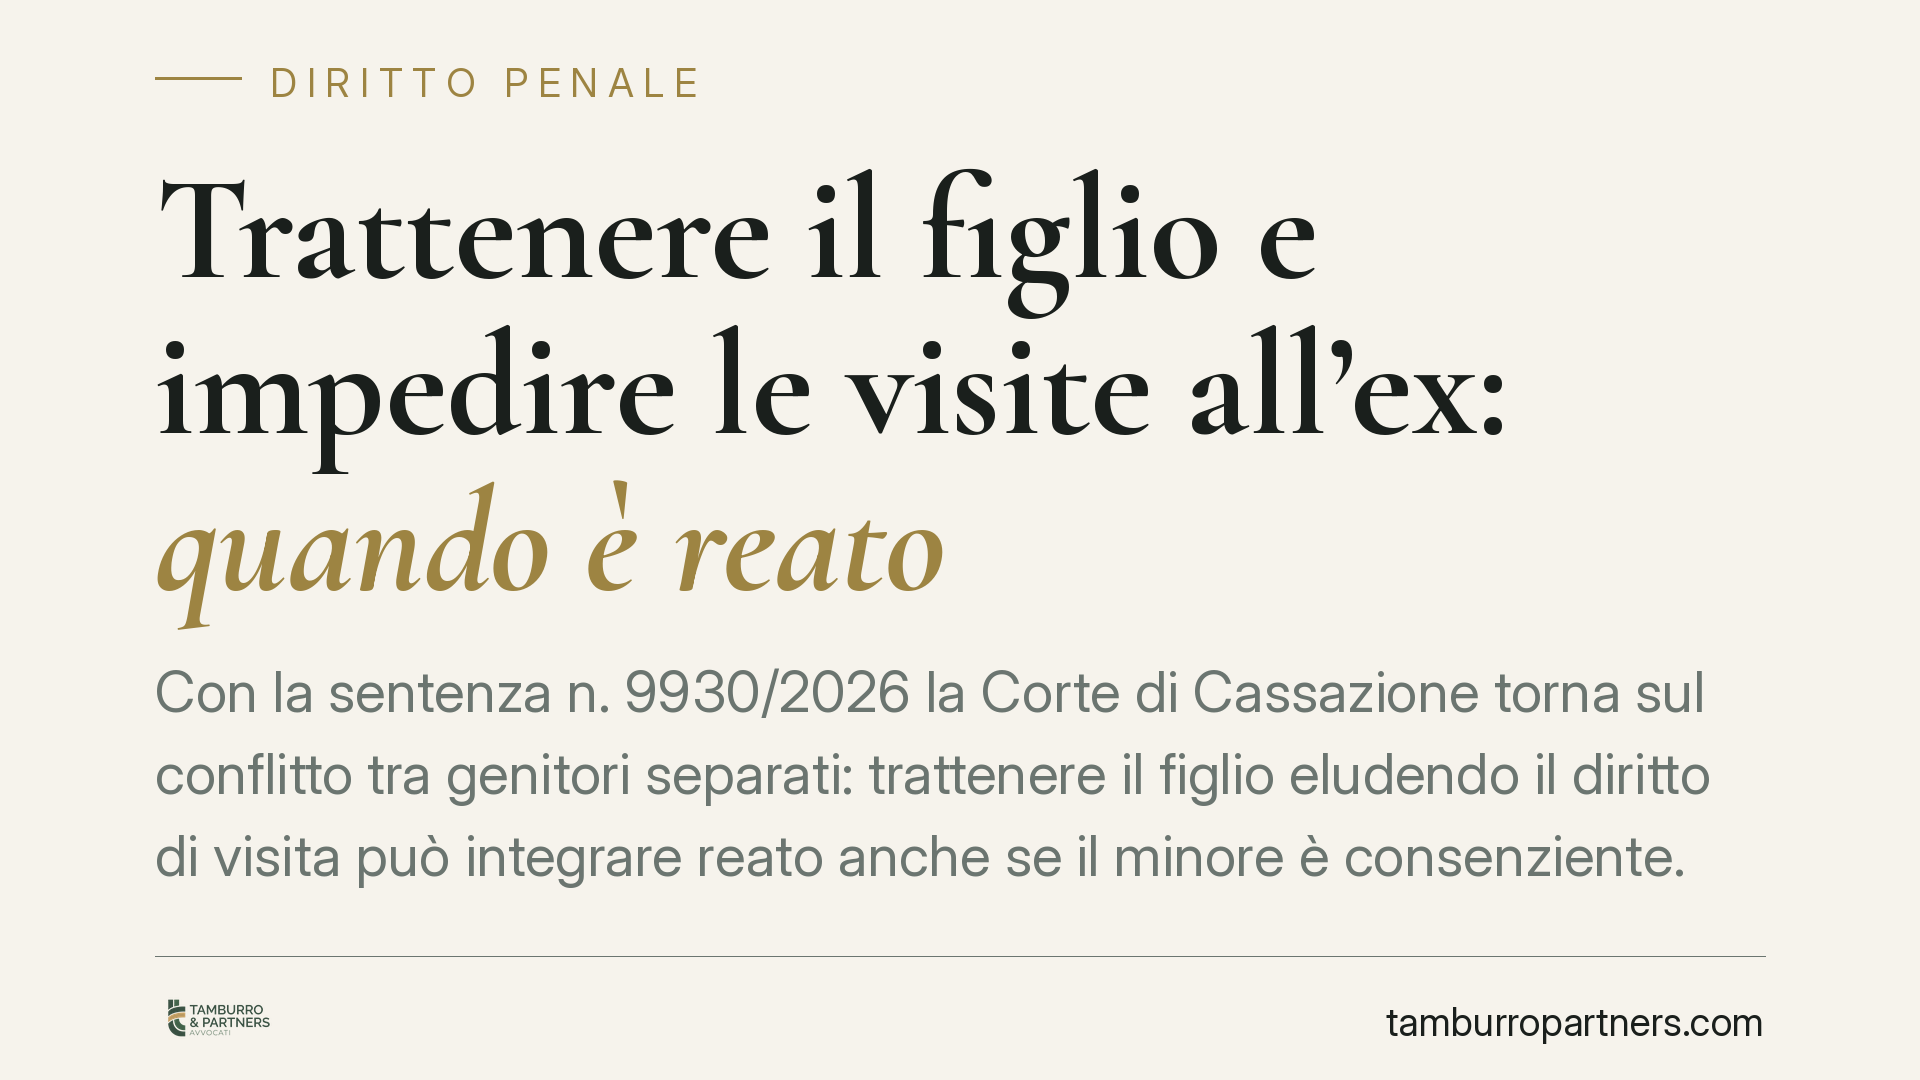 DIRITTO PENALE
Trattenere il figlio e
impedire le visite all’ex:
quando è reato
Con la sentenza n. 9930/2026 la Corte di Cassazione torna sul
conflitto tra genitori separati: trattenere il figlio eludendo il diritto
di visita può integrare reato anche se il minore è consenziente.
TAMBURRO
& PARTNERS
AVVOCATI
tamburropartners.com